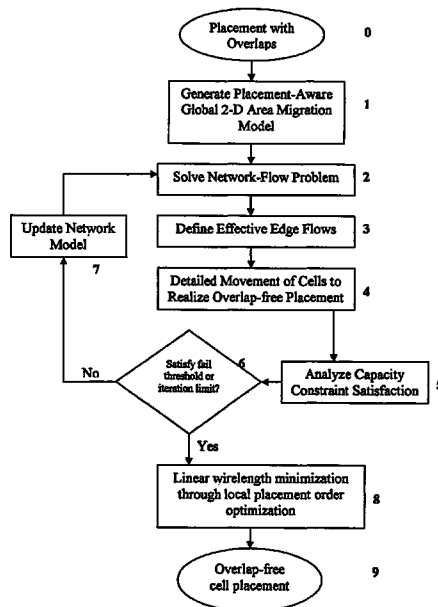 Placement with
Overlaps
0
Generate Placement-Aware
Global 2-D Area Migration
Model
1
Solve Network-Flow Problem
2
Update Network
Model
7
Define Effective Edge Flows
3
Detailed Movement of Cells to
Realize Overlap-free Placement
4
No
Satisfy fail
threshold or
iteration limit?
6
Analyze Capacity
Constraint Satisfaction
5
Yes
Linear wirelength minimization
through local placement order
optimization
8
Overlap-free
cell placement
9